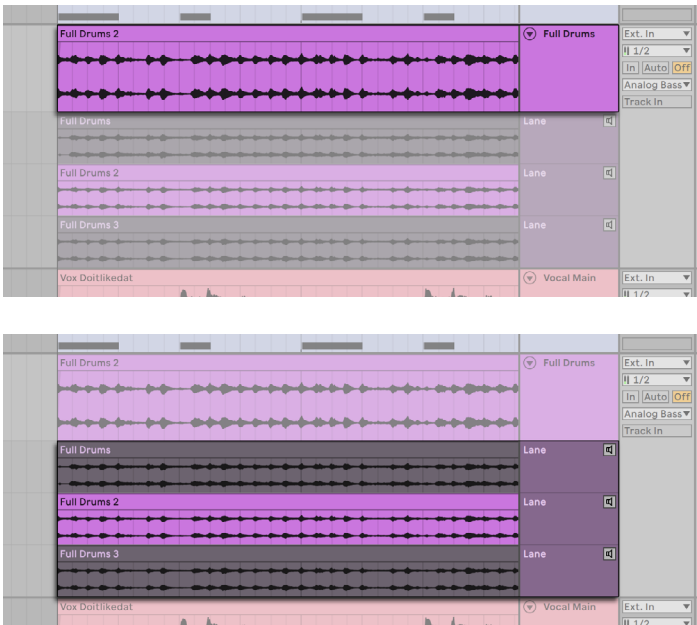 Full Drums 2
Full Drums
Ext. In
1/2
In Auto Off
Analog Bass
Track In
Full Drums
Lane
Full Drums 2
Lane
Full Drums 3
Lane
Vox Doitlikedat
Vocal Main
Ext. In
1/2
Full Drums 2
Full Drums
Ext. In
1/2
In Auto Off
Analog Bass
Track In
Full Drums
Lane
Full Drums 2
Lane
Full Drums 3
Lane
Vox Doitlikedat
Vocal Main
Ext. In
1/2